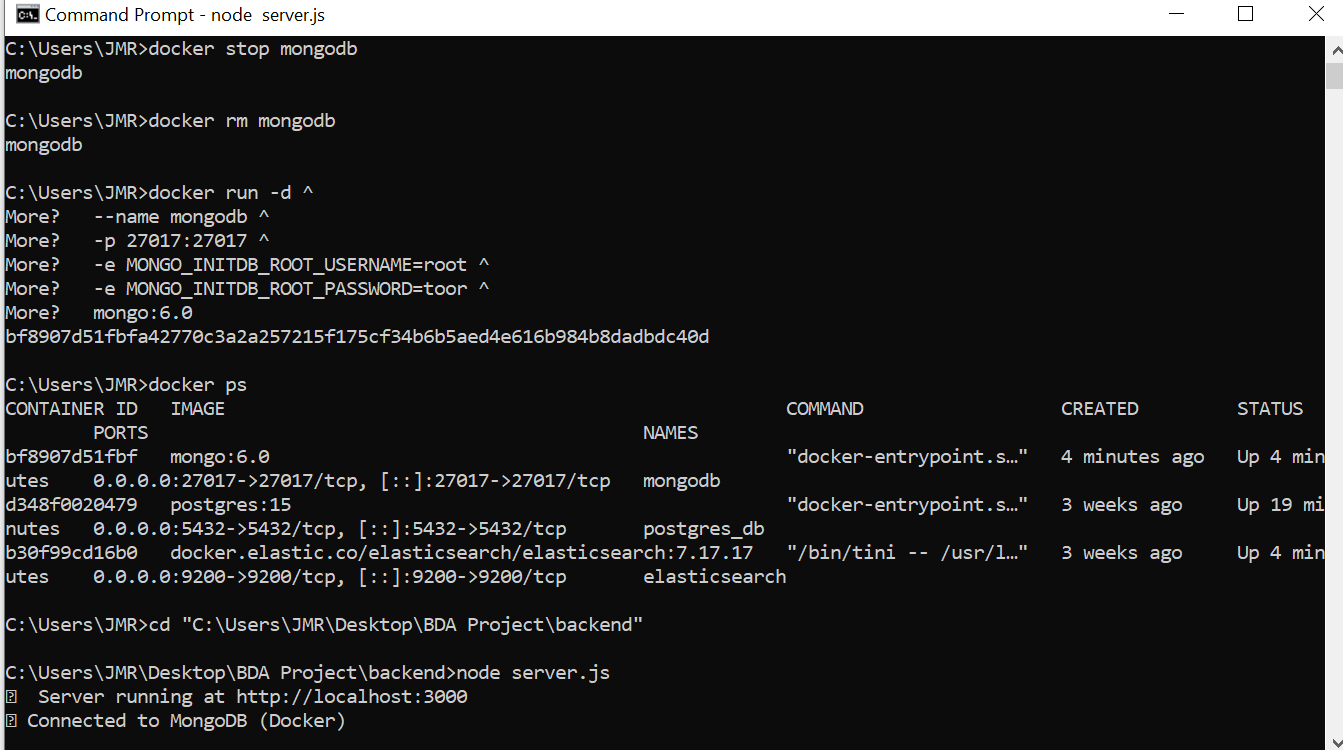 Command Prompt - node  server.js
C:\Users\JMR>docker stop mongodb
mongodb
C:\Users\JMR>docker rm mongodb
mongodb
C:\Users\JMR>docker run -d ^
More?   --name mongodb ^
More?   -p 27017:27017 ^
More?   -e MONGO_INITDB_ROOT_USERNAME=root ^
More?   -e MONGO_INITDB_ROOT_PASSWORD=toor ^
More?   mongo:6.0
bf8907d51fbfa42770c3a2a257215f175cf34b6b5aed4e616b984b8dadbdc40d
C:\Users\JMR>docker ps
CONTAINER ID   IMAGE                                                   COMMAND                  CREATED         STATUS
        PORTS                                             NAMES
bf8907d51fbf   mongo:6.0                                               "docker-entrypoint.s…"   4 minutes ago   Up 4 min
utes   0.0.0.0:27017->27017/tcp, [::]:27017->27017/tcp   mongodb
d348f0020479   postgres:15                                             "docker-entrypoint.s…"   3 weeks ago     Up 19 mi
nutes   0.0.0.0:5432->5432/tcp, [::]:5432->5432/tcp       postgres_db
b30f99cd16b0   docker.elastic.co/elasticsearch/elasticsearch:7.17.17   "/bin/tini -- /usr/l…"   3 weeks ago     Up 4 min
utes   0.0.0.0:9200->9200/tcp, [::]:9200->9200/tcp       elasticsearch
C:\Users\JMR>cd "C:\Users\JMR\Desktop\BDA Project\backend"
C:\Users\JMR\Desktop\BDA Project\backend>node server.js
Server running at http://localhost:3000
Connected to MongoDB (Docker)